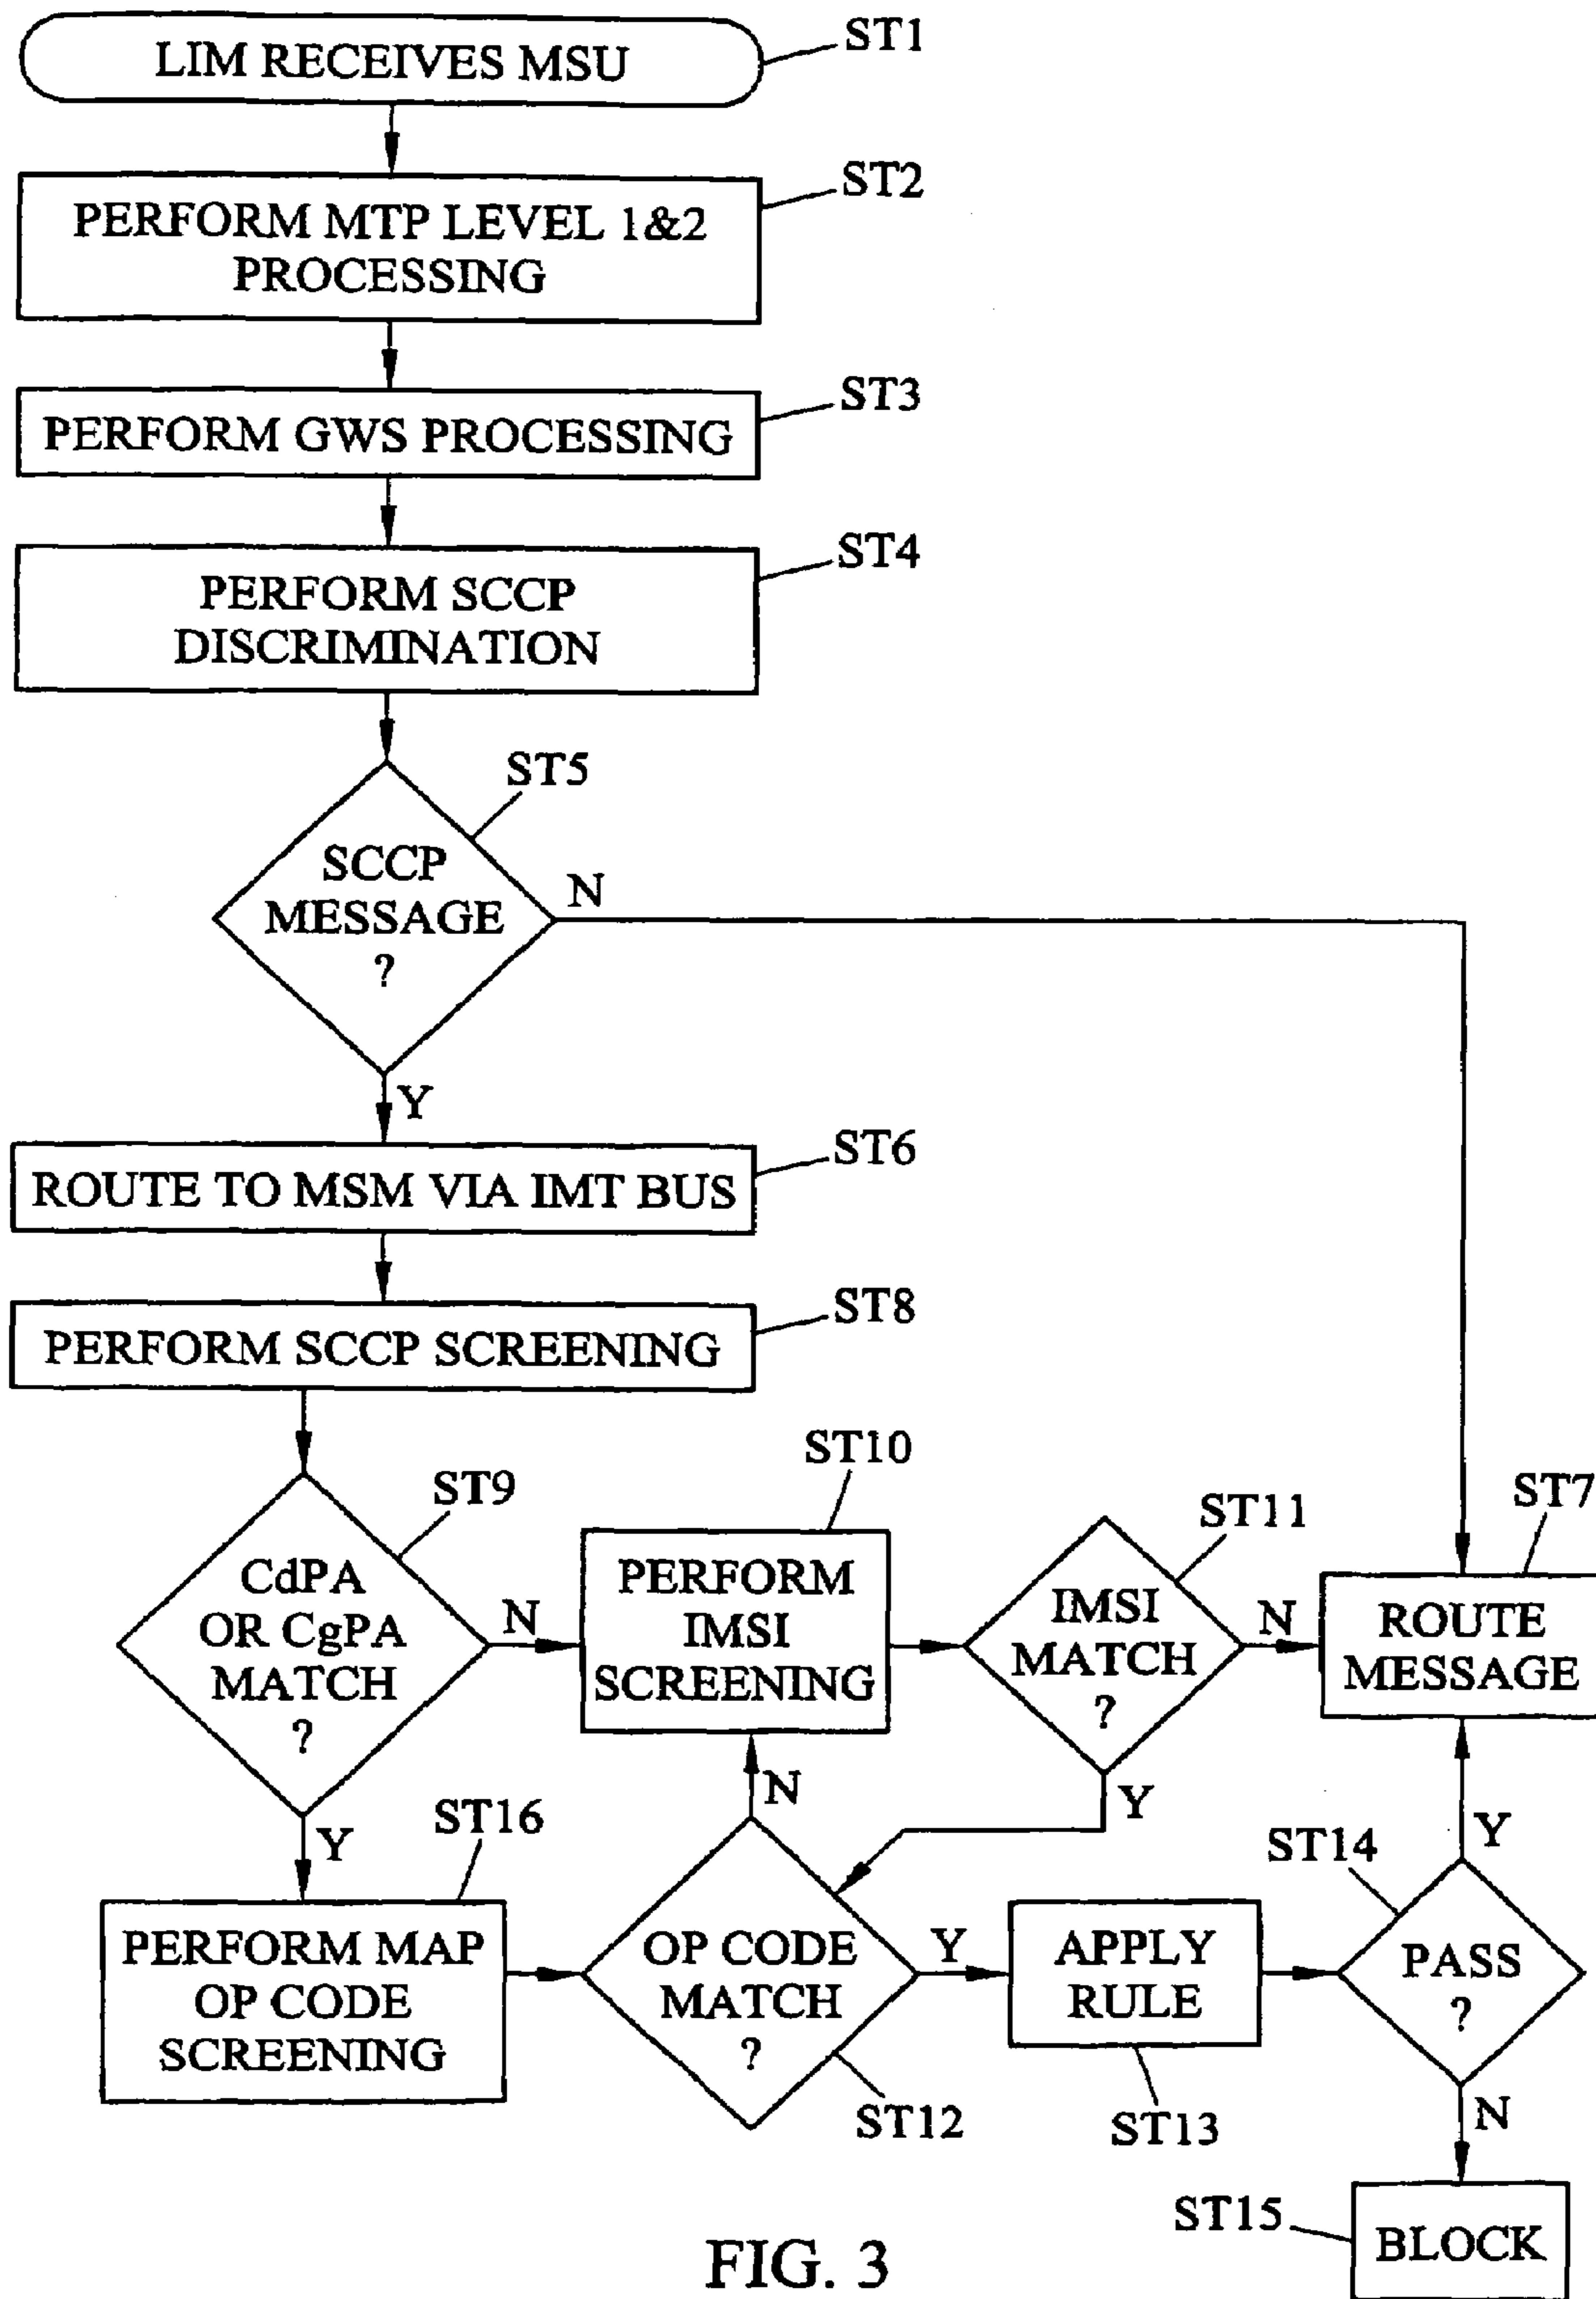 LIM RECEIVES MSU
ST1
PERFORM MTP LEVEL 1&2
PROCESSING
ST2
PERFORM GWS PROCESSING
ST3
PERFORM SCCP
DISCRIMINATION
ST4
SCCP
MESSAGE
?
ST5
N
Y
ROUTE TO MSM VIA IMT BUS
ST6
PERFORM SCCP SCREENING
ST8
CdPA
OR CgPA
MATCH
?
ST9
N
Y
PERFORM
IMSI
SCREENING
ST10
IMSI
MATCH
?
ST11
N
Y
ROUTE
MESSAGE
ST7
PERFORM MAP
OP CODE
SCREENING
ST16
OP CODE
MATCH
?
ST12
N
Y
APPLY
RULE
ST13
PASS
?
ST14
Y
N
BLOCK
ST15
FIG. 3